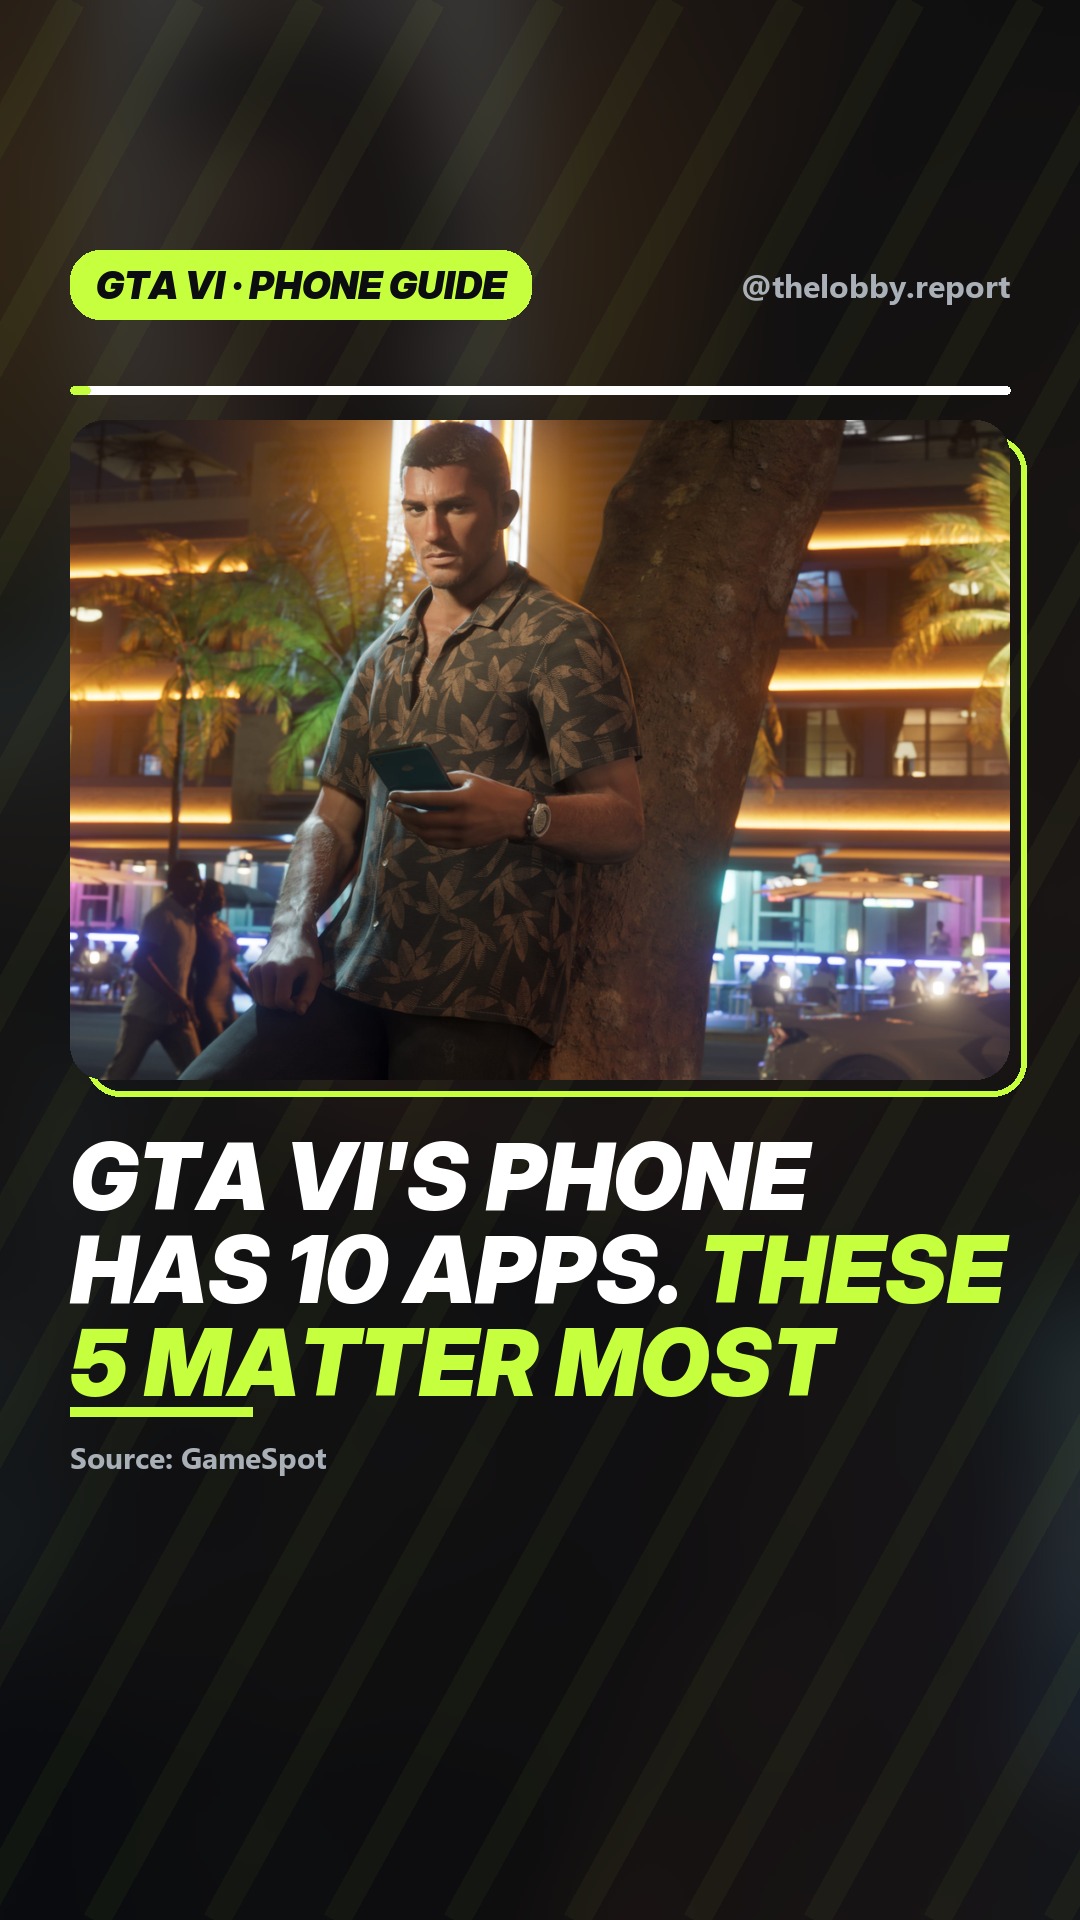 GTA VI · PHONE GUIDE
@thelobby.report
GTA VI'S PHONE
HAS 10 APPS. THESE
5 MATTER MOST
Source: GameSpot